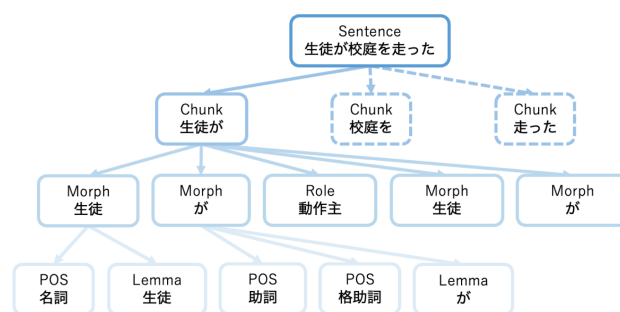 Sentence
生徒が校庭を走った
Chunk
生徒が
Chunk
校庭を
Chunk
走った
Morph
生徒
Morph
が
Role
動作主
Morph
生徒
Morph
が
POS
名詞
Lemma
生徒
POS
助詞
POS
格助詞
Lemma
が